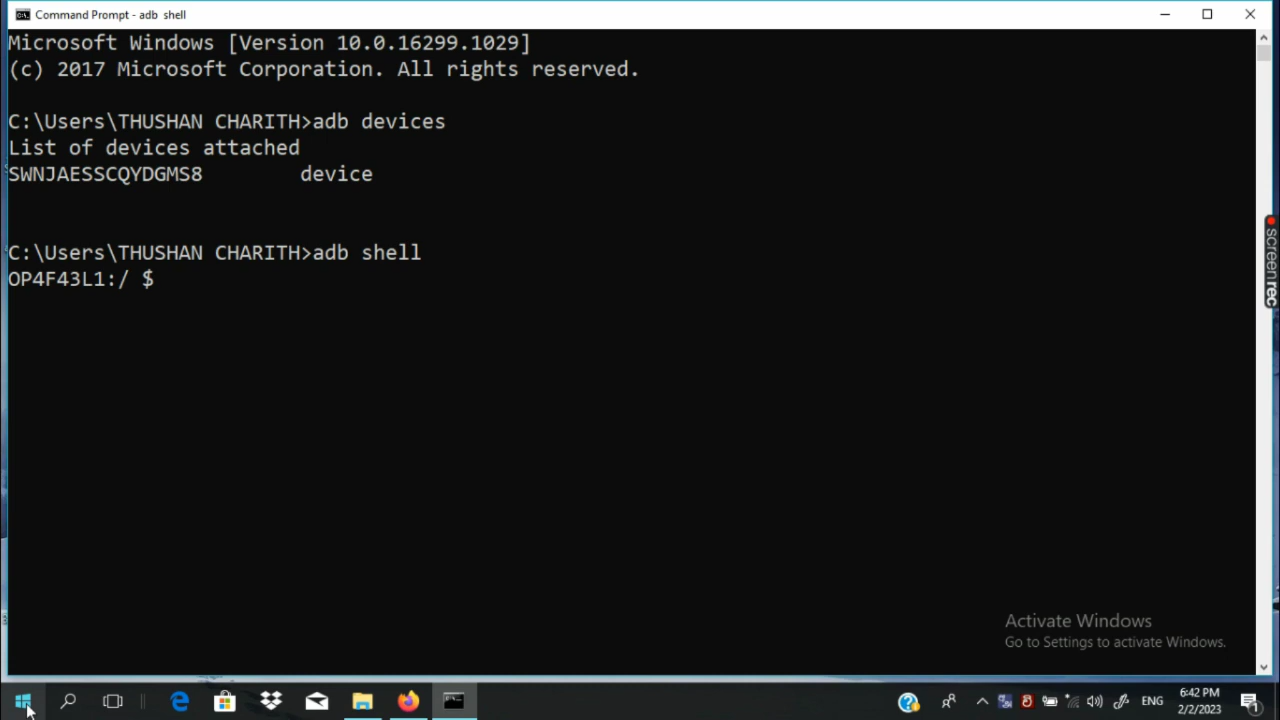 Command Prompt - adb  shell
Microsoft Windows [Version 10.0.16299.1029]
(c) 2017 Microsoft Corporation. All rights reserved.
C:\Users\THUSHAN CHARITH>adb devices
List of devices attached
SWNJAESSCQYDGMS8        device
C:\Users\THUSHAN CHARITH>adb shell
OP4F43L1:/ $
screenrec
Activate Windows
Go to Settings to activate Windows.
ENG
6:42 PM
2/2/2023
1